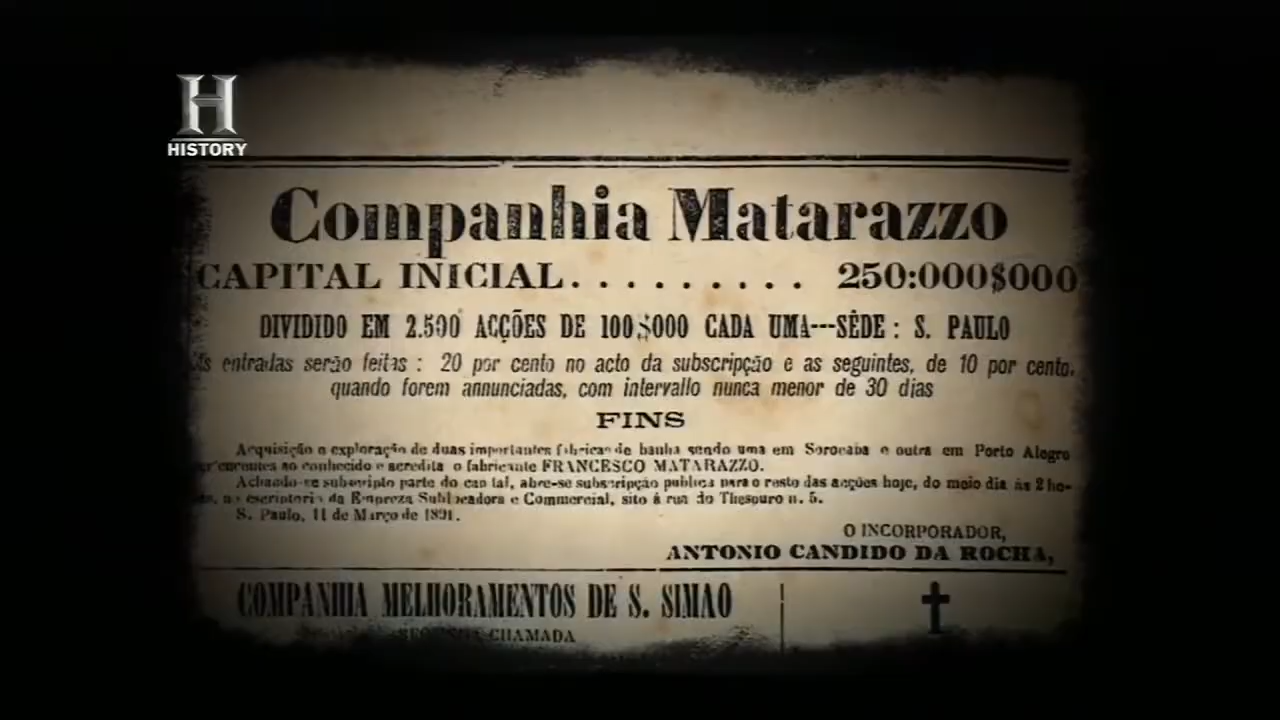 H
HISTORY
Companhia Matarazzo
CAPITAL INICIAL. . . . . . . . . 250:000$000
DIVIDIDO EM 2.500 ACÇÕES DE 100$000 CADA UMA---SÊDE : S. PAULO
As entradas serão feitas : 20 por cento no acto da subscripção e as seguintes, de 10 por cento,
quando forem annunciadas, com intervallo nunca menor de 30 dias
FINS
Acquisição e exploração de duas importantes fabricas de banha sendo uma em Sorocaba e outra em Porto Alegre
ao conhecido e acredita o fabricante FRANCESCO MATARAZZO.
Achando-se subscripto parte do capital, abre-se subscripção publica para o resto das acções hoje, do meio dia ás 2 ho-
escriptorio da Empreza Sublocadora e Commercial, sito á rua do Thesouro n. 5.
S. Paulo, 11 de Março de 1891.
O INCORPORADOR,
ANTONIO CANDIDO DA ROCHA,
COMPANHIA MELHORAMENTOS DE S. SIMAO
CHAMADA